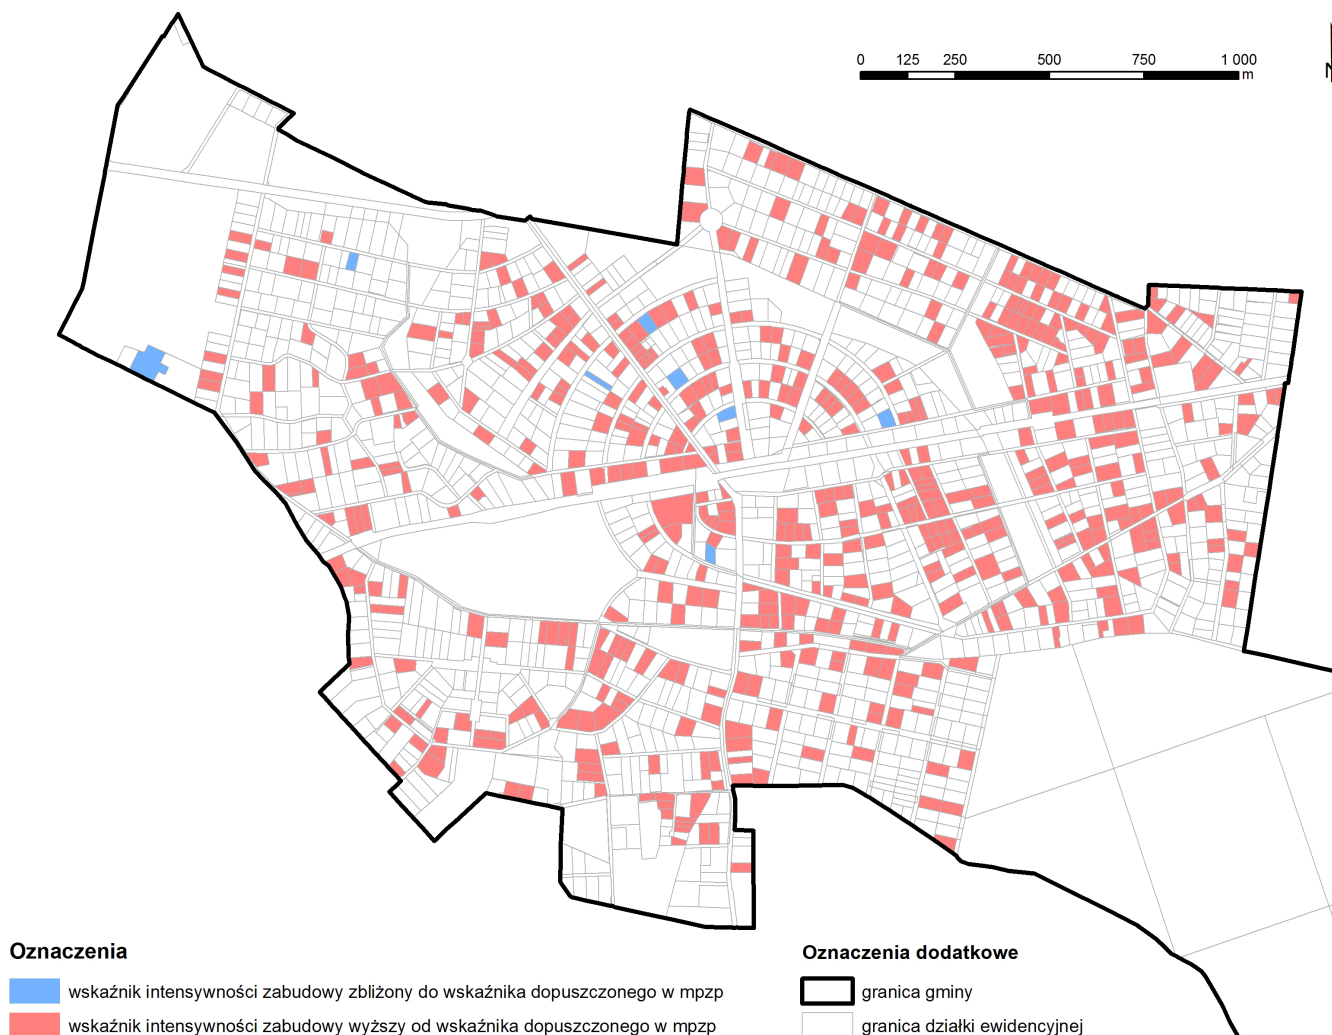 0 125 250 500 750 1 000
m
N
Oznaczenia
wskaźnik intensywności zabudowy zbliżony do wskaźnika dopuszczonego w mpzp
wskaźnik intensywności zabudowy wyższy od wskaźnika dopuszczonego w mpzp
Oznaczenia dodatkowe
granica gminy
granica działki ewidencyjnej